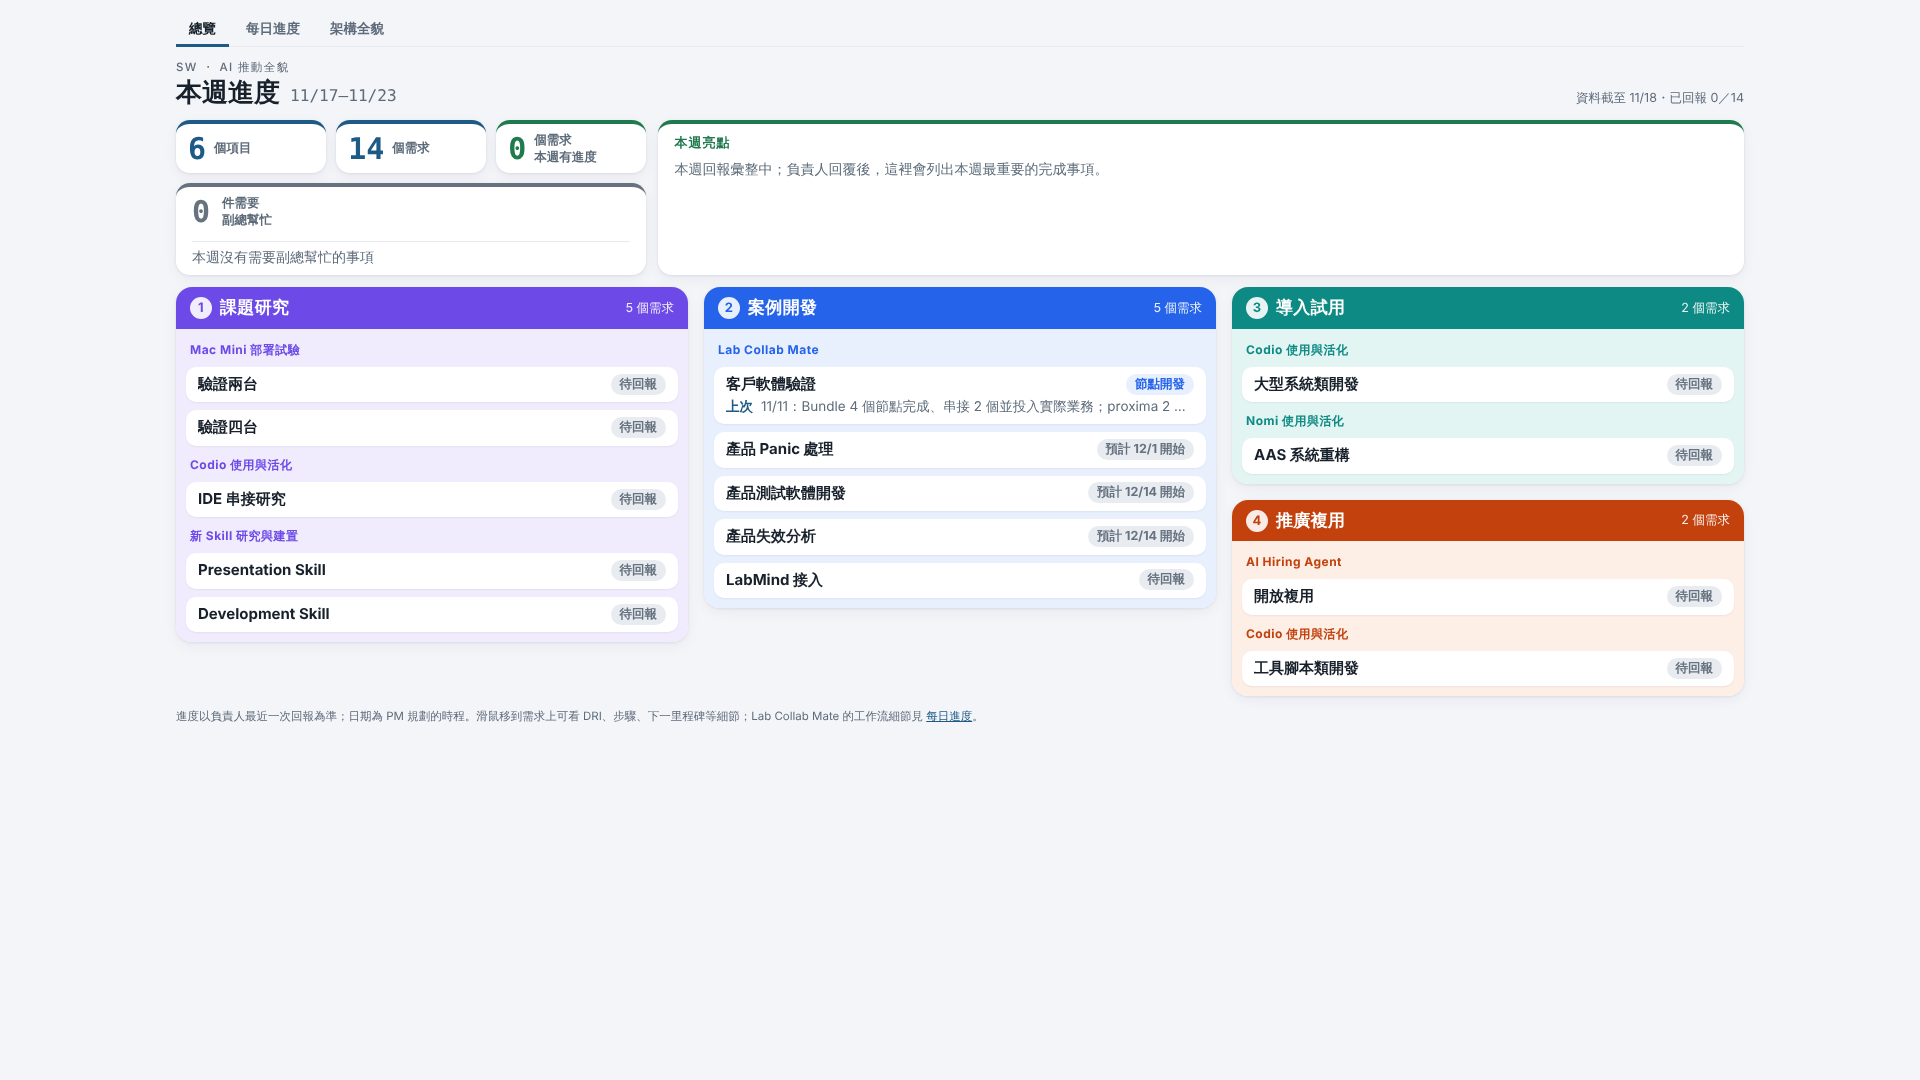 總覽
每日進度
架構全貌
SW · AI 推動全貌
本週進度 11/17–11/23
資料截至 11/18・已回報 0／14
6 個項目
14 個需求
0 個需求
本週有進度
0 件需要
副總幫忙
本週沒有需要副總幫忙的事項
本週亮點
本週回報彙整中；負責人回覆後，這裡會列出本週最重要的完成事項。
1 課題研究 5 個需求
Mac Mini 部署試驗
驗證兩台 待回報
驗證四台 待回報
Codio 使用與活化
IDE 串接研究 待回報
新 Skill 研究與建置
Presentation Skill 待回報
Development Skill 待回報
2 案例開發 5 個需求
Lab Collab Mate
客戶軟體驗證 節點開發
上次 11/11：Bundle 4 個節點完成、串接 2 個並投入實際業務；proxima 2 ...
產品 Panic 處理 預計 12/1 開始
產品測試軟體開發 預計 12/14 開始
產品失效分析 預計 12/14 開始
LabMind 接入 待回報
3 導入試用 2 個需求
Codio 使用與活化
大型系統類開發 待回報
Nomi 使用與活化
AAS 系統重構 待回報
4 推廣複用 2 個需求
AI Hiring Agent
開放複用 待回報
Codio 使用與活化
工具腳本類開發 待回報
進度以負責人最近一次回報為準；日期為 PM 規劃的時程。滑鼠移到需求上可看 DRI、步驟、下一里程碑等細節；Lab Collab Mate 的工作流細節見 每日進度。